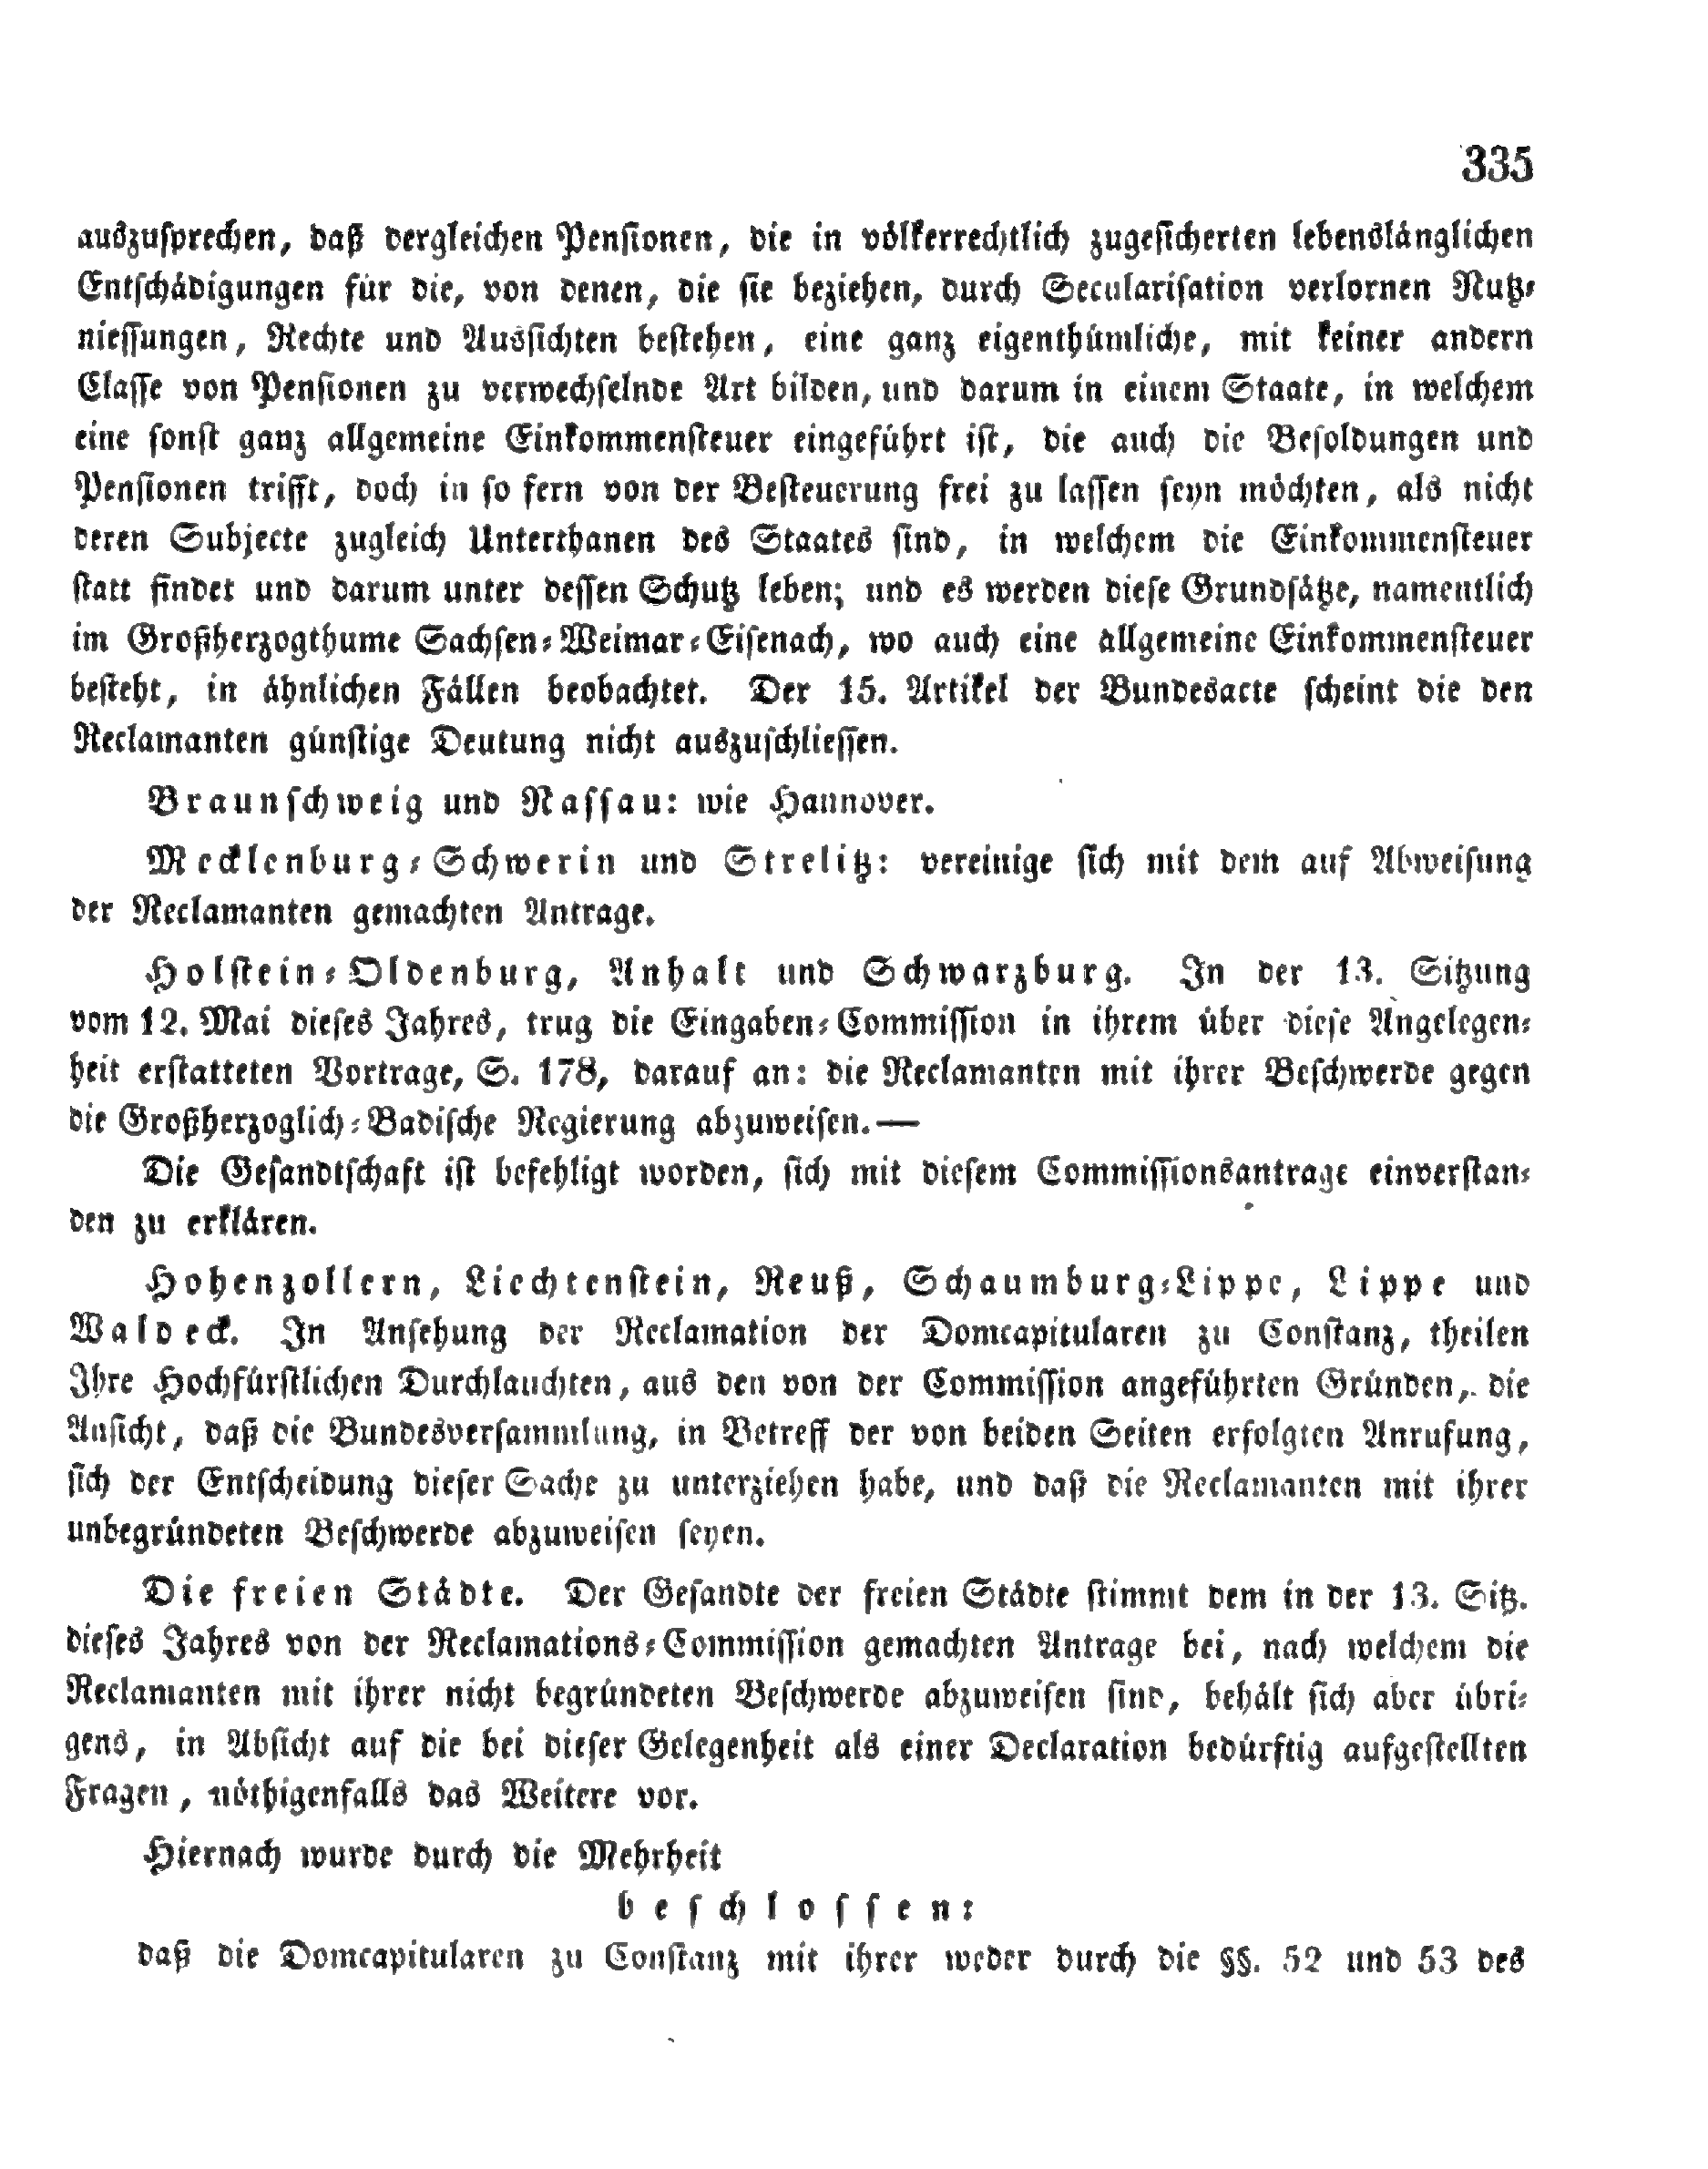 335
auszusprechen, daß dergleichen Pensionen, die in völkerrechtlich zugesicherten lebenslänglichen
Entschädigungen für die, von denen, die sie beziehen, durch Secularisation verlornen Nutz-
niessungen, Rechte und Aussichten bestehen, eine ganz eigenthümliche, mit keiner andern
Classe von Pensionen zu verwechselnde Art bilden, und darum in einem Staate, in welchem
eine sonst ganz allgemeine Einkommensteuer eingeführt ist, die auch die Besoldungen und
Pensionen trifft, doch in so fern von der Besteuerung frei zu lassen seyn möchten, als nicht
deren Subjecte zugleich Unterthanen des Staates sind, in welchem die Einkommensteuer
statt findet und darum unter dessen Schutz leben; und es werden diese Grundsätze, namentlich
im Großherzogthume Sachsen-Weimar-Eisenach, wo auch eine allgemeine Einkommensteuer
besteht, in ähnlichen Fällen beobachtet. Der 15. Artikel der Bundesacte scheint die den
Reclamanten günstige Deutung nicht auszuschliessen.
Braunschweig und Nassau: wie Hannover.
Mecklenburg-Schwerin und Strelitz: vereinige sich mit dem auf Abweisung
der Reclamanten gemachten Antrage.
Holstein-Oldenburg, Anhalt und Schwarzburg. In der 13. Sitzung
vom 12. Mai dieses Jahres, trug die Eingaben-Commission in ihrem über diese Angelegen-
heit erstatteten Vortrage, S. 178, darauf an: die Reclamanten mit ihrer Beschwerde gegen
die Großherzoglich-Badische Regierung abzuweisen.—
Die Gesandtschaft ist befehligt worden, sich mit diesem Commissionsantrage einverstan-
den zu erklären.
Hohenzollern, Liechtenstein, Reuß, Schaumburg-Lippe, Lippe und
Waldeck. In Ansehung der Reclamation der Domcapitularen zu Constanz, theilen
Ihre Hochfürstlichen Durchlauchten, aus den von der Commission angeführten Gründen, die
Ansicht, daß die Bundesversammlung, in Betreff der von beiden Seiten erfolgten Anrufung,
sich der Entscheidung dieser Sache zu unterziehen habe, und daß die Reclamanten mit ihrer
unbegründeten Beschwerde abzuweisen seyen.
Die freien Städte. Der Gesandte der freien Städte stimmt dem in der 13. Sitz.
dieses Jahres von der Reclamations-Commission gemachten Antrage bei, nach welchem die
Reclamanten mit ihrer nicht begründeten Beschwerde abzuweisen sind, behält sich aber übri-
gens, in Absicht auf die bei dieser Gelegenheit als einer Declaration bedürftig aufgestellten
Fragen, nöthigenfalls das Weitere vor.
Hiernach wurde durch die Mehrheit
beschlossen:
daß die Domcapitularen zu Constanz mit ihrer weder durch die §§. 52 und 53 des